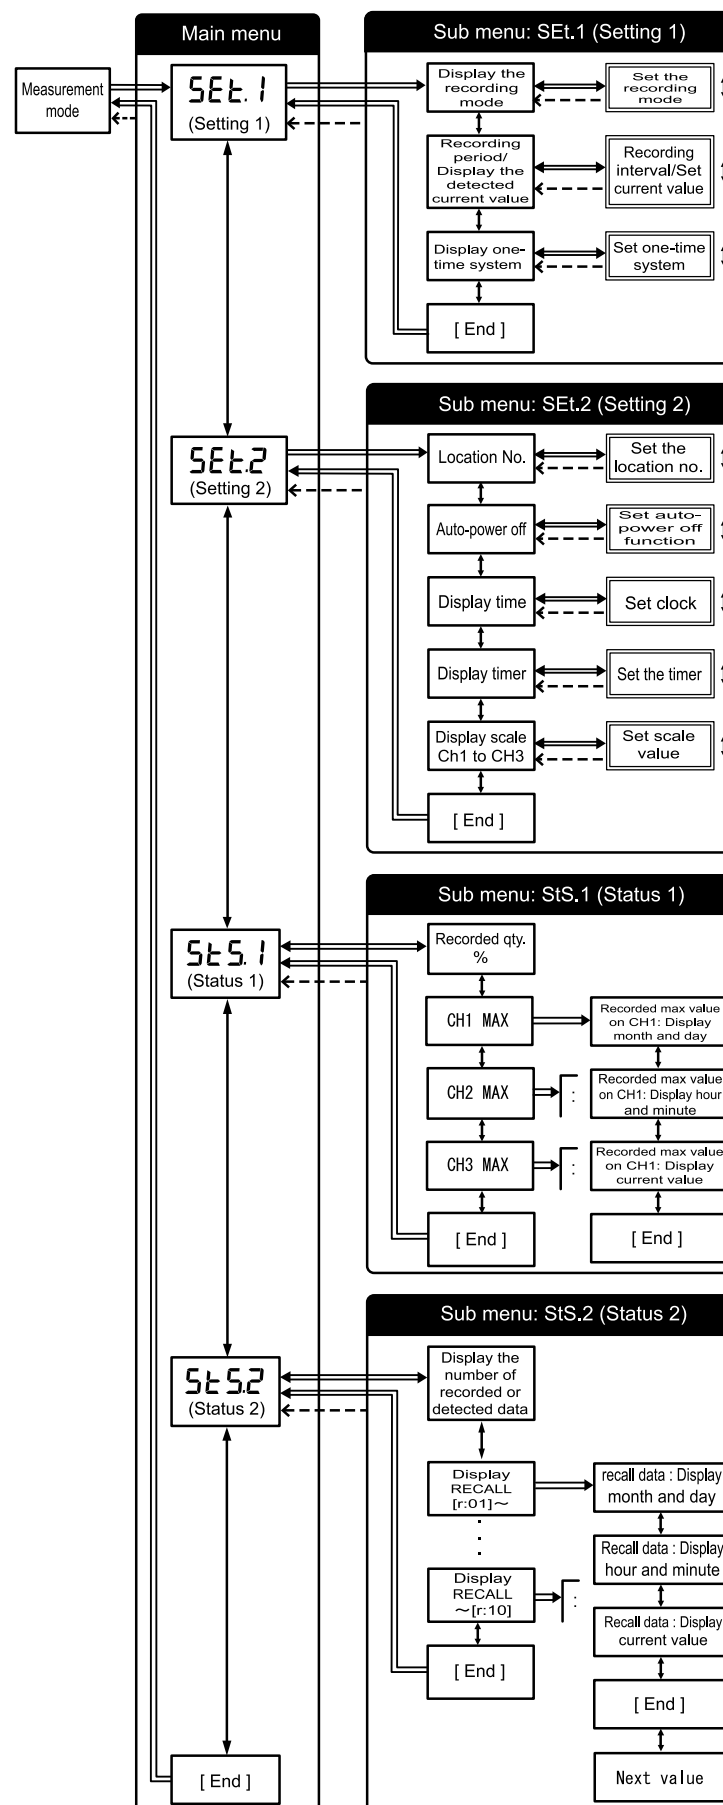 Main menu
Measurement
mode
SEt.1
(Setting 1)
SEt.2
(Setting 2)
StS.1
(Status 1)
StS.2
(Status 2)
[ End ]
Sub menu: SEt.1 (Setting 1)
Display the
recording
mode
Set the
recording
mode
Recording
period/
Display the
detected
current value
Recording
interval/Set
current value
Display one-
time system
Set one-time
system
[ End ]
Sub menu: SEt.2 (Setting 2)
Location No.
Set the
location no.
Auto-power off
Set auto-
power off
function
Display time
Set clock
Display timer
Set the timer
Display scale
Ch1 to CH3
Set scale
value
[ End ]
Sub menu: StS.1 (Status 1)
Recorded qty.
%
CH1 MAX
Recorded max value
on CH1: Display
month and day
CH2 MAX
:
Recorded max value
on CH1: Display hour
and minute
CH3 MAX
:
Recorded max value
on CH1: Display
current value
[ End ]
[ End ]
Sub menu: StS.2 (Status 2)
Display the
number of
recorded or
detected data
Display
RECALL
[r:01]～
recall data : Display
month and day
Recall data : Display
hour and minute
Display
RECALL
～[r:10]
:
Recall data : Display
current value
[ End ]
[ End ]
Next value